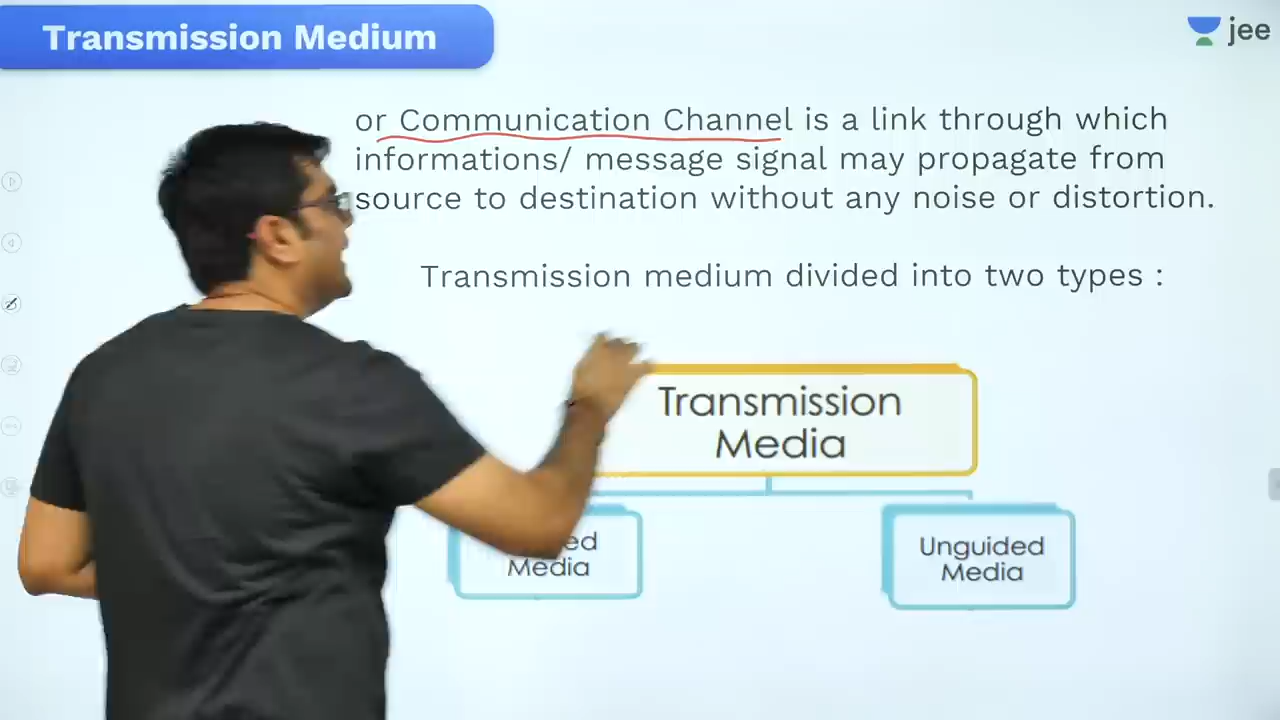 Transmission Medium
jee
or Communication Channel is a link through which
informations/ message signal may propagate from
source to destination without any noise or distortion.
Transmission medium divided into two types :
Transmission
Media
Media
Unguided
Media